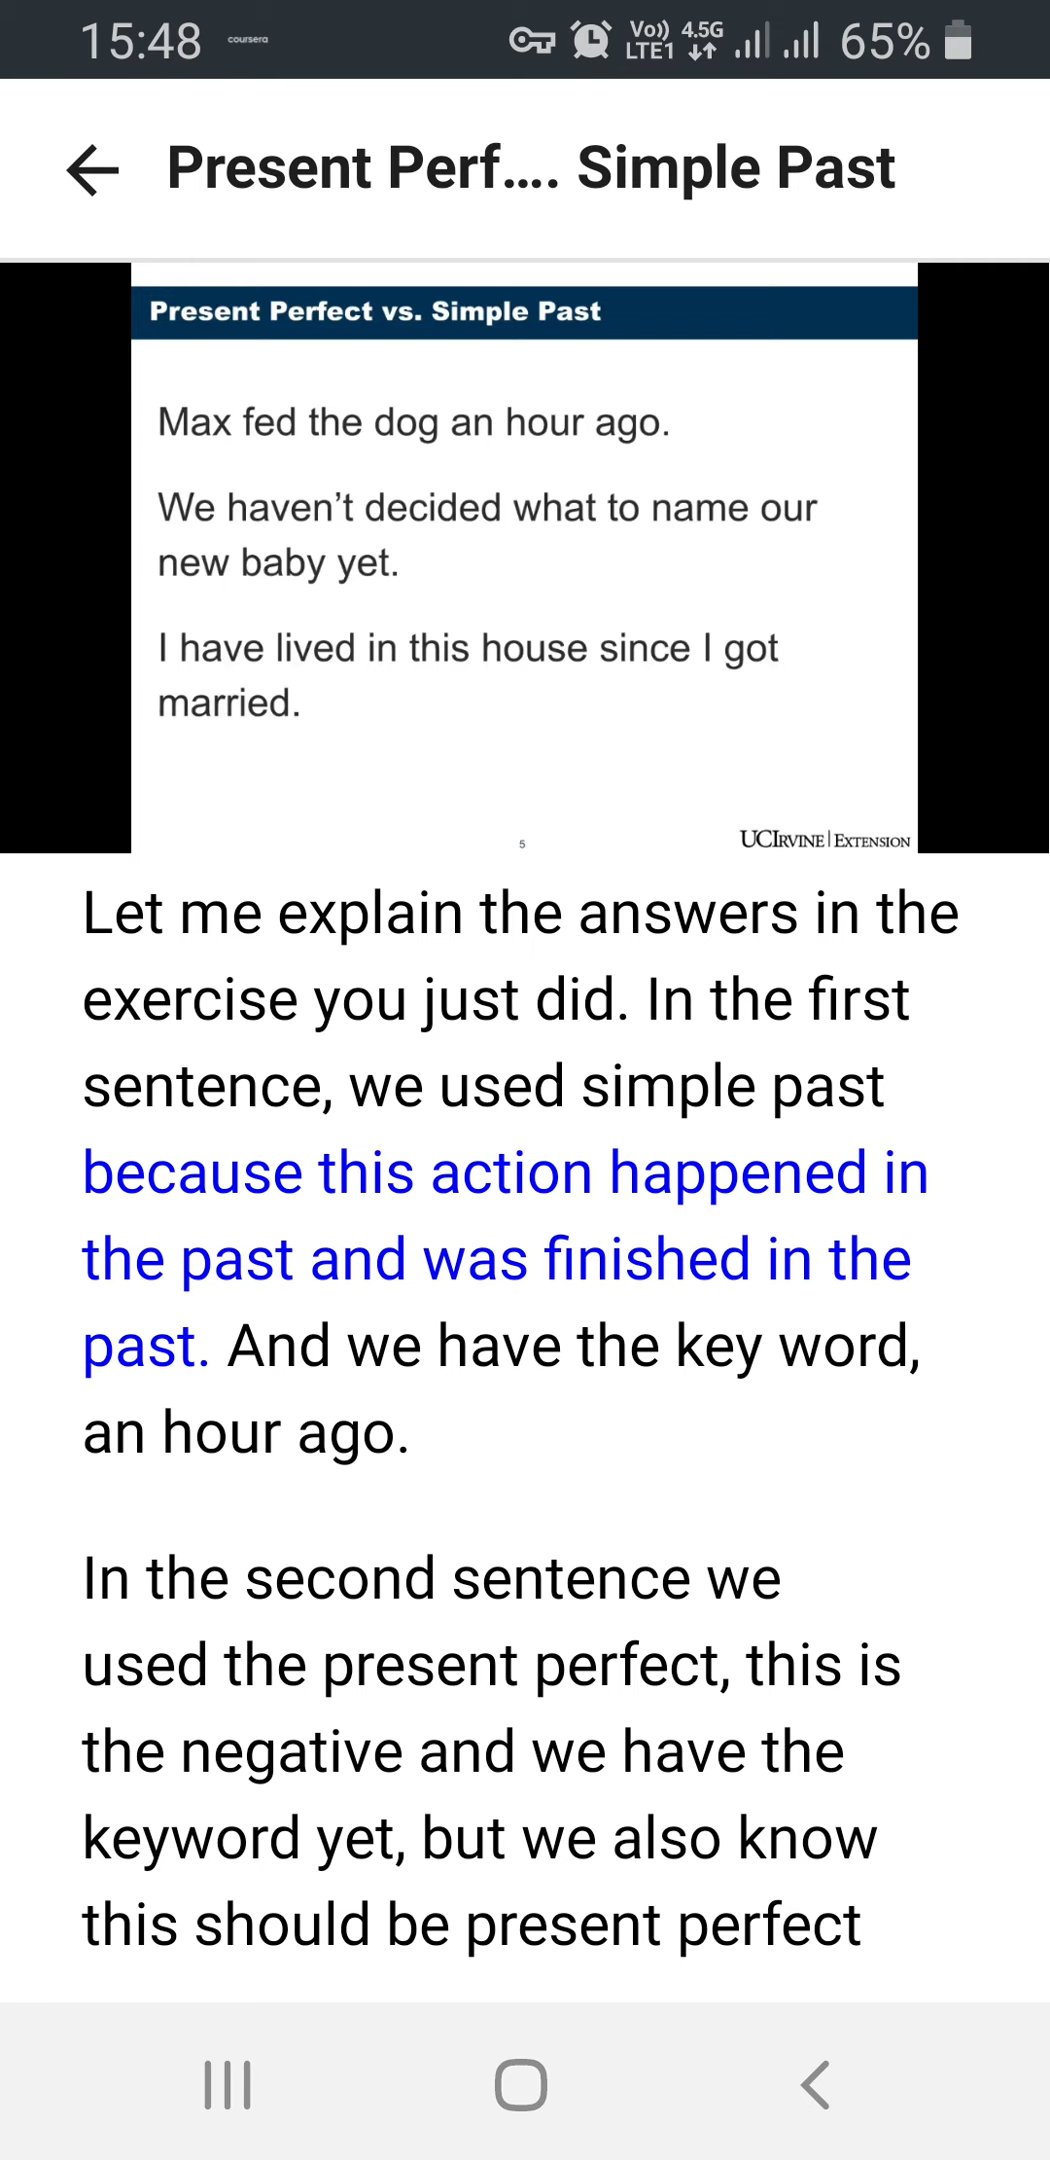 15:48 coursera Vo)) LTE1 4.5G 65%
Present Perf.... Simple Past
Present Perfect vs. Simple Past
Max fed the dog an hour ago.
We haven't decided what to name our
new baby yet.
I have lived in this house since I got
married.
5 UCIRVINE | EXTENSION
Let me explain the answers in the
exercise you just did. In the first
sentence, we used simple past
because this action happened in
the past and was finished in the
past. And we have the key word,
an hour ago.
In the second sentence we
used the present perfect, this is
the negative and we have the
keyword yet, but we also know
this should be present perfect